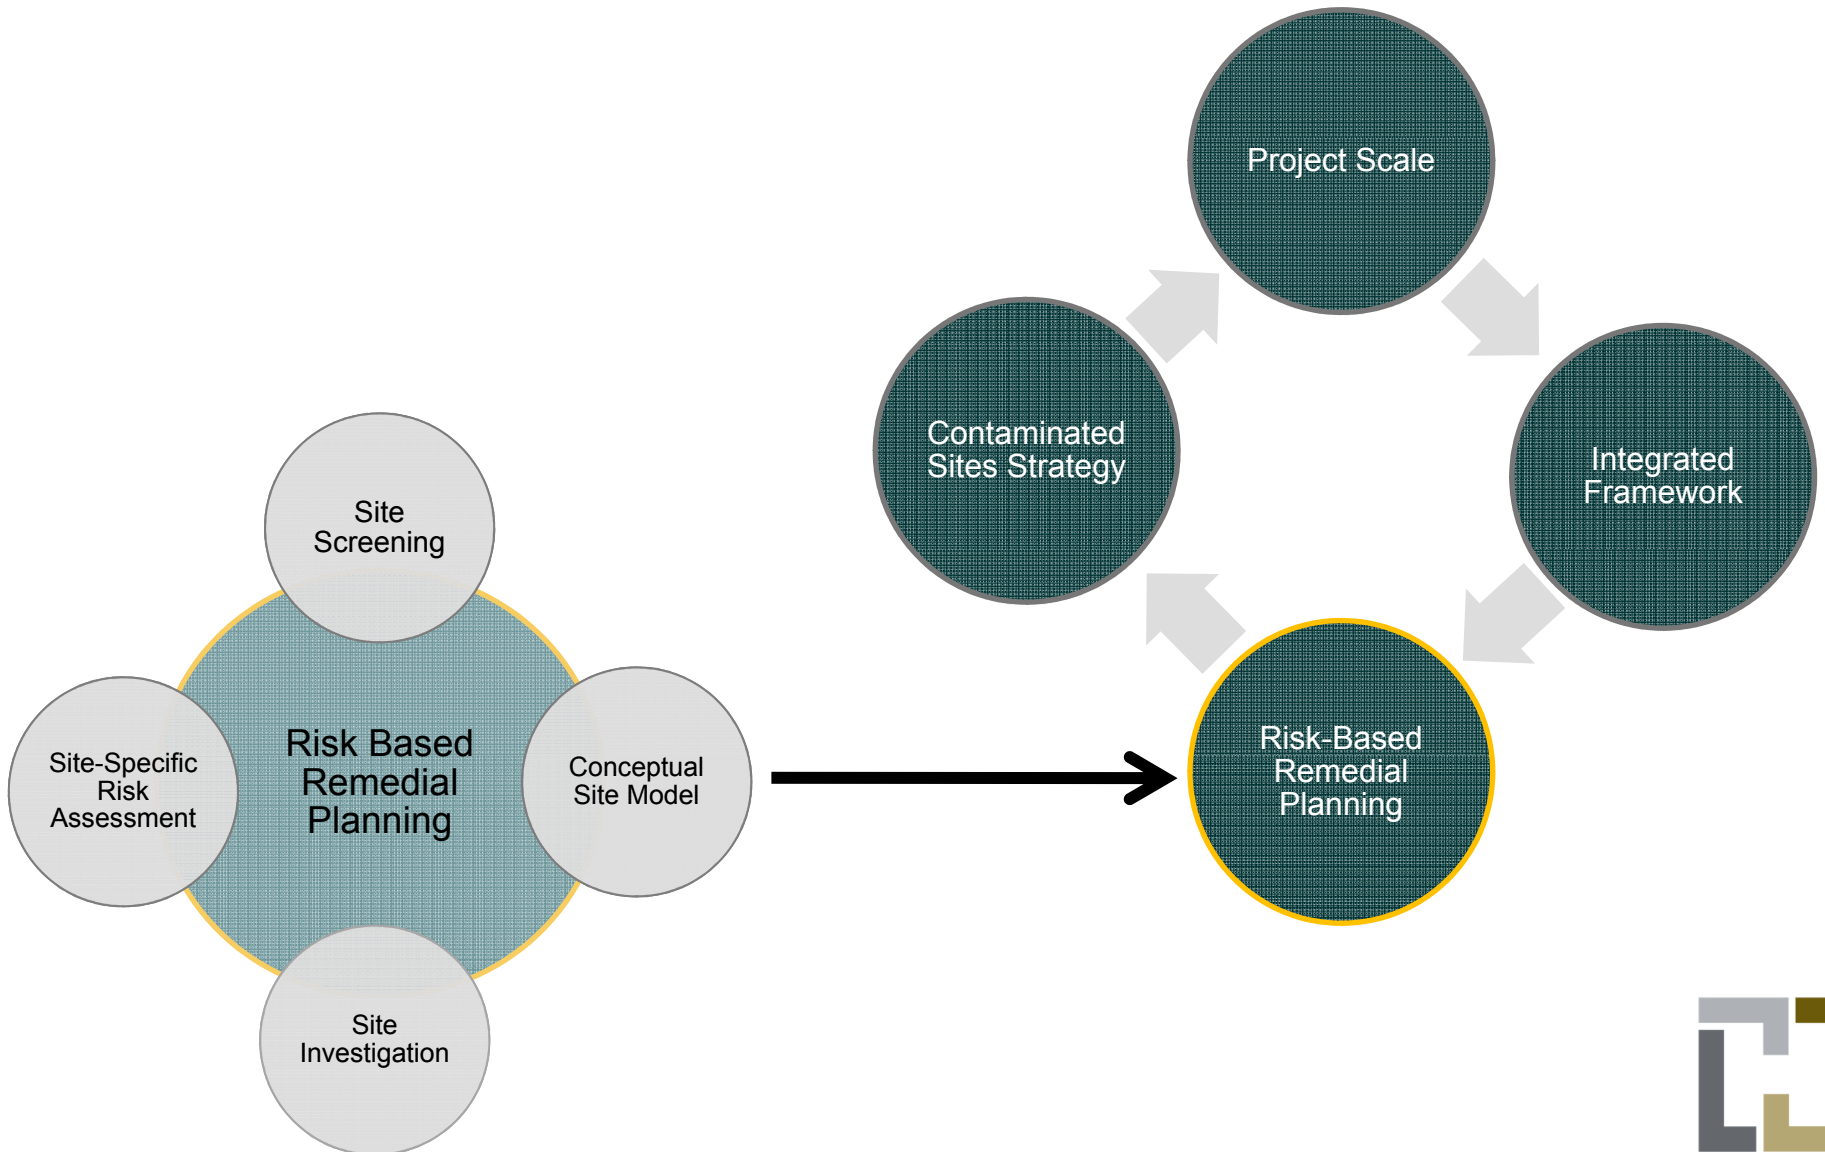 Project Scale
Contaminated
Sites Strategy
Integrated
Framework
Risk-Based
Remedial
Planning
Site
Screening
Site-Specific
Risk
Assessment
Risk Based
Remedial
Planning
Conceptual
Site Model
Site
Investigation